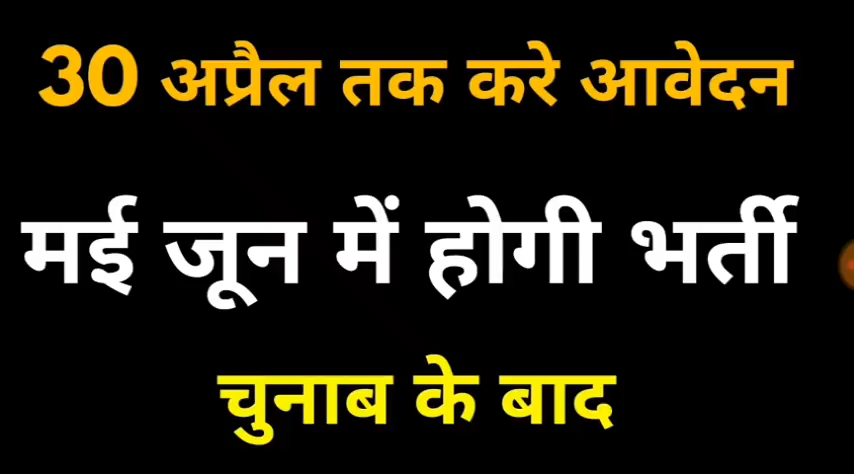 30 अप्रैल तक करे आवेदन
मई जून में होगी भर्ती
चुनाब के बाद